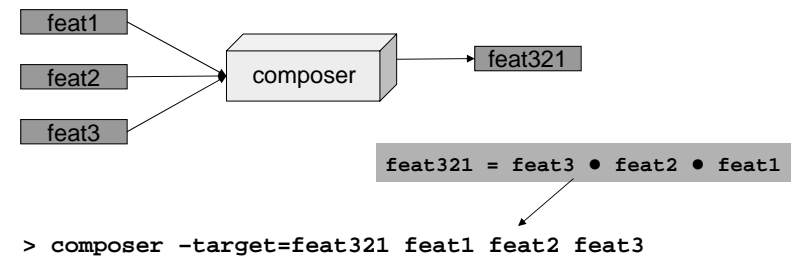 feat1
feat2
feat3
composer
feat321
feat321 = feat3 ● feat2 ● feat1
> composer –target=feat321 feat1 feat2 feat3